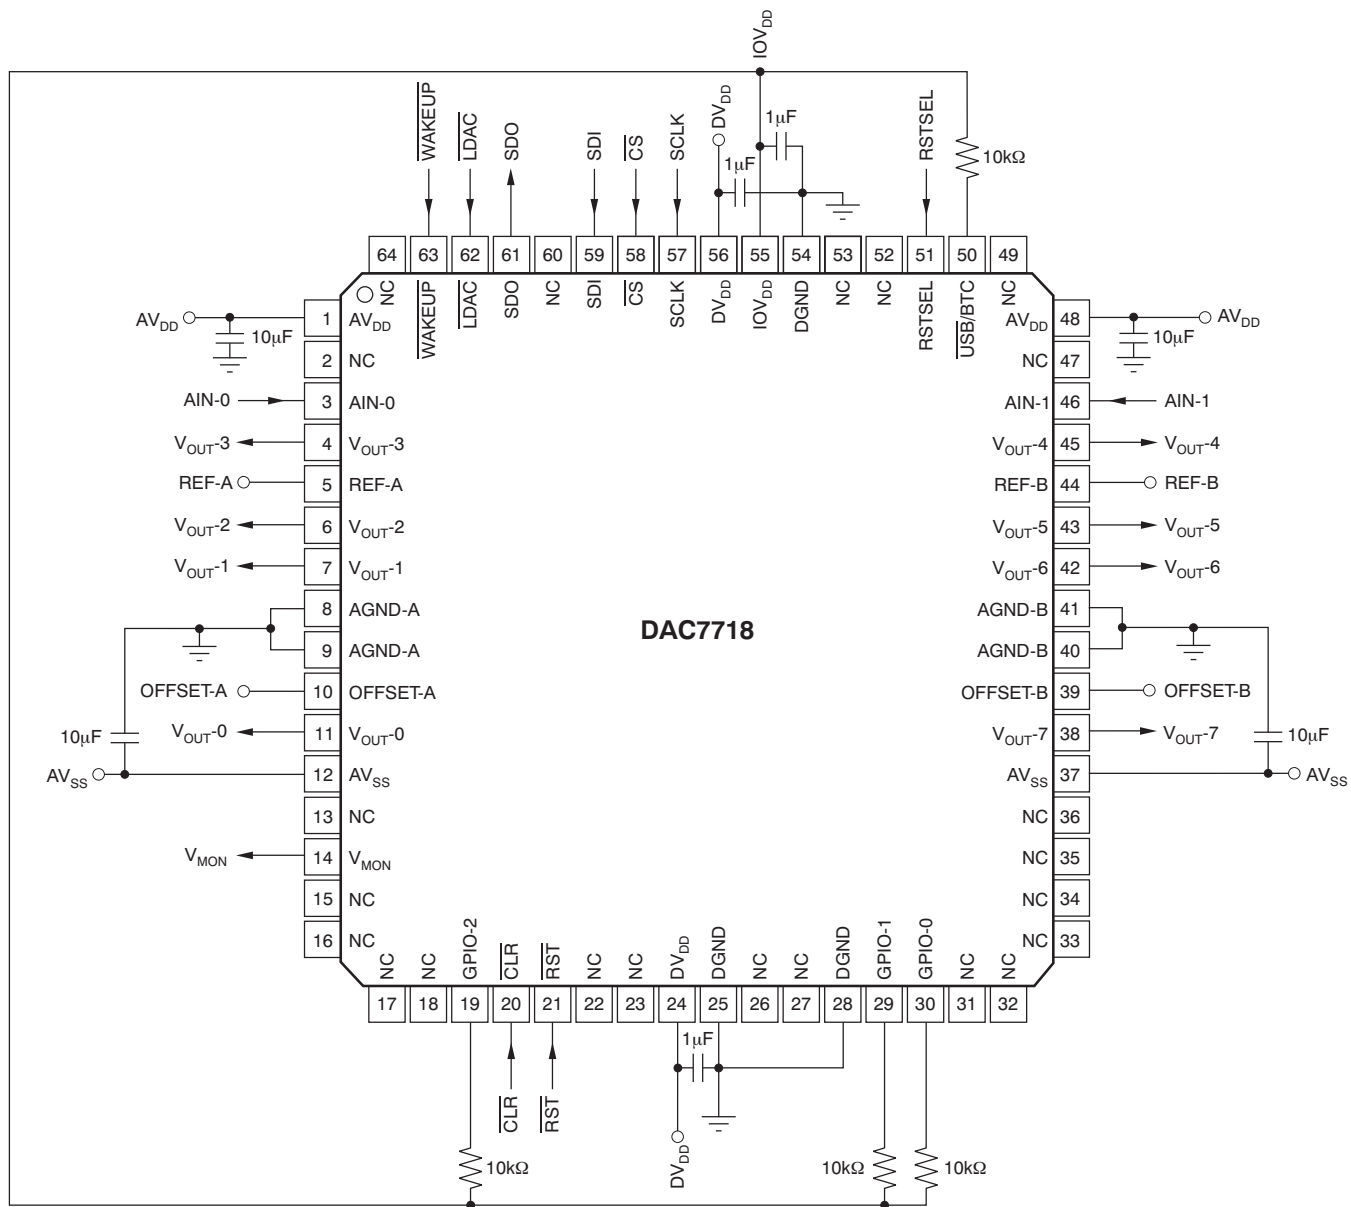 IOVDD
WAKEUP
LDAC
SDO
SDI
CS
SCLK
DVDD
1μF
1μF
RSTSEL
10kΩ
64 63 62 61 60 59 58 57 56 55 54 53 52 51 50 49
NC WAKEUP LDAC SDO NC SDI CS SCLK DVDD IOVDD DGND NC NC RSTSEL USB/BTC NC
AVDD 10μF 1 AVDD
2 NC
AIN-0 3 AIN-0
VOUT-3 4 VOUT-3
REF-A 5 REF-A
VOUT-2 6 VOUT-2
VOUT-1 7 VOUT-1
8 AGND-A
9 AGND-A
OFFSET-A 10 OFFSET-A
10μF VOUT-0 11 VOUT-0
AVSS 12 AVSS
13 NC
VMON 14 VMON
15 NC
16 NC
DAC7718
AVDD 48 10μF AVDD
NC 47
AIN-1 46 AIN-1
VOUT-4 45 VOUT-4
REF-B 44 REF-B
VOUT-5 43 VOUT-5
VOUT-6 42 VOUT-6
AGND-B 41
AGND-B 40
OFFSET-B 39 OFFSET-B
VOUT-7 38 VOUT-7 10μF
AVSS 37 AVSS
NC 36
NC 35
NC 34
NC 33
NC NC GPIO-2 CLR RST NC NC DVDD DGND NC NC DGND GPIO-1 GPIO-0 NC NC
17 18 19 20 21 22 23 24 25 26 27 28 29 30 31 32
1μF
CLR
RST
DVDD
10kΩ
10kΩ
10kΩ